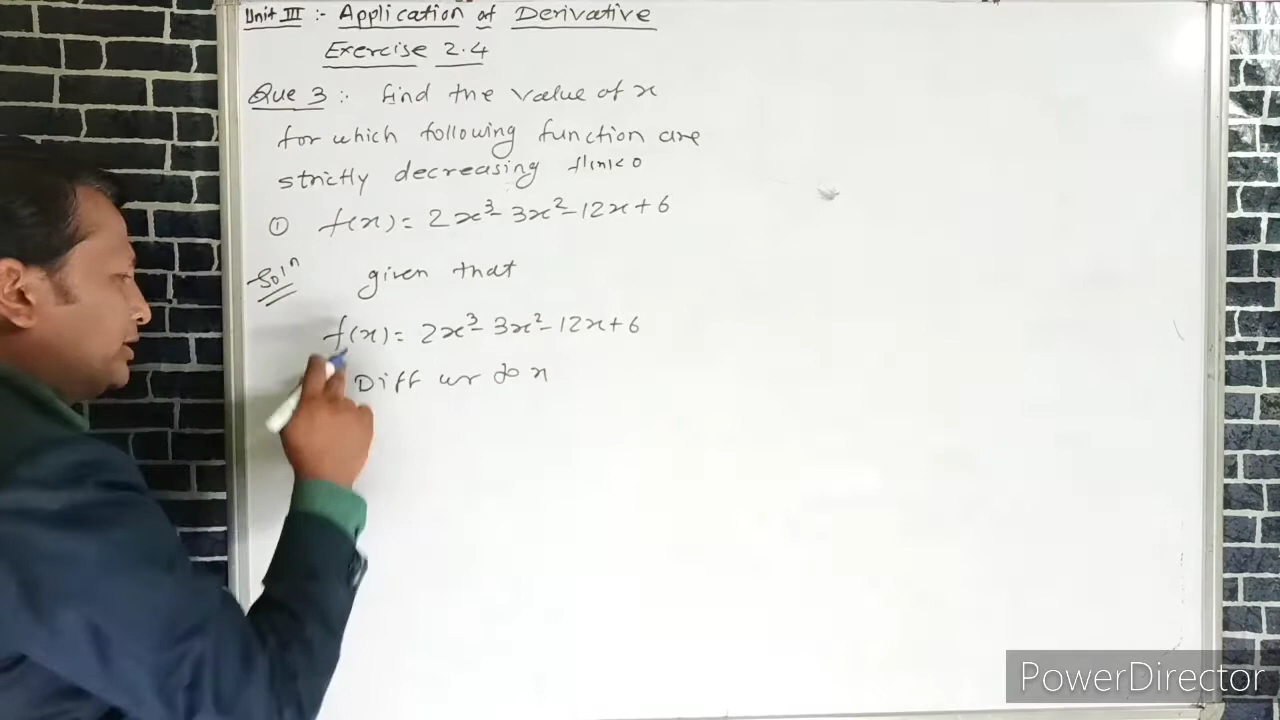 Unit III :- Application of Derivative
Exercise 2.4
Que 3 :- find the value of x
for which following function are
strictly decreasing f'(x)<0
① f(x) = 2x³- 3x²-12x+6
Solⁿ given that
f(x) = 2x³- 3x²-12x+6
Diff wr to x
PowerDirector